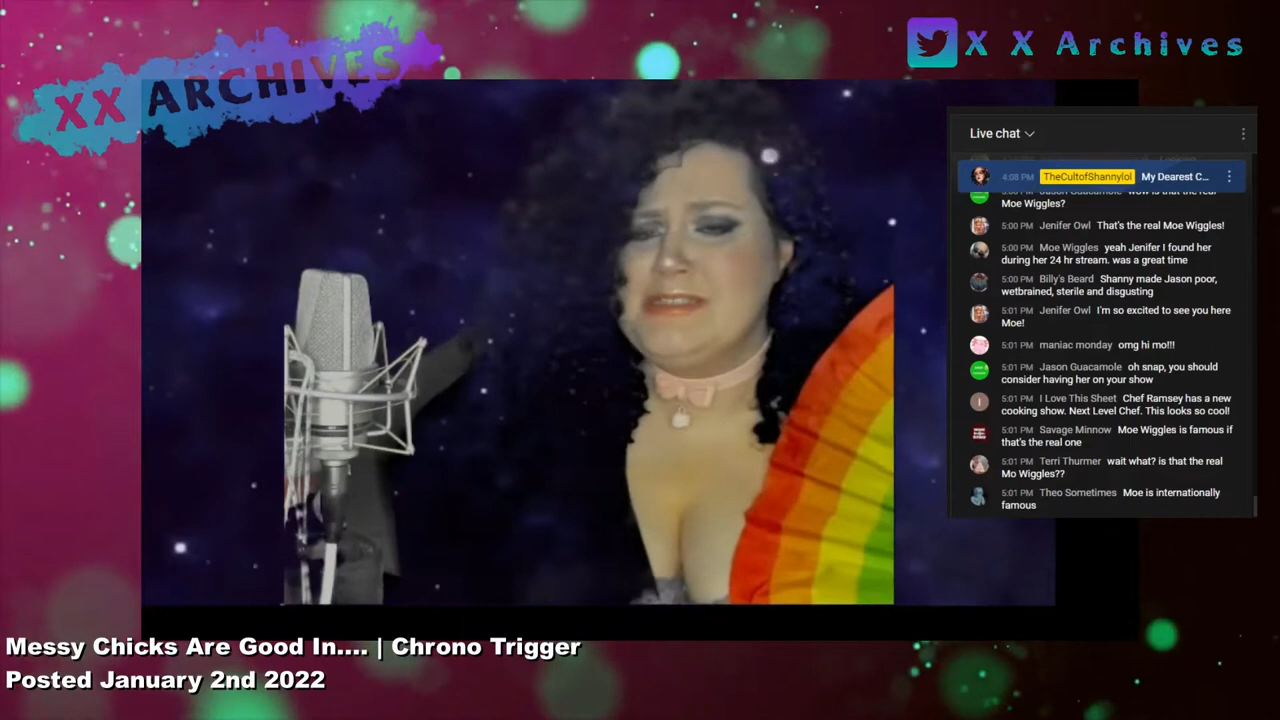 XX ARCHIVES
X X Archives
Live chat
4:08 PM TheCultofShannylol My Dearest C...
Moe Wiggles?
5:00 PM Jenifer Owl That's the real Moe Wiggles!
5:00 PM Moe Wiggles yeah Jenifer I found her
during her 24 hr stream. was a great time
5:00 PM Billy's Beard Shanny made Jason poor,
wetbrained, sterile and disgusting
5:01 PM Jenifer Owl I'm so excited to see you here
Moe!
5:01 PM maniac monday omg hi mo!!!
5:01 PM Jason Guacamole oh snap, you should
consider having her on your show
5:01 PM I Love This Sheet Chef Ramsey has a new
cooking show. Next Level Chef. This looks so cool!
5:01 PM Savage Minnow Moe Wiggles is famous if
that's the real one
5:01 PM Terri Thurmer wait what? is that the real
Mo Wiggles??
5:01 PM Theo Sometimes Moe is internationally
famous
Messy Chicks Are Good In.... | Chrono Trigger
Posted January 2nd 2022